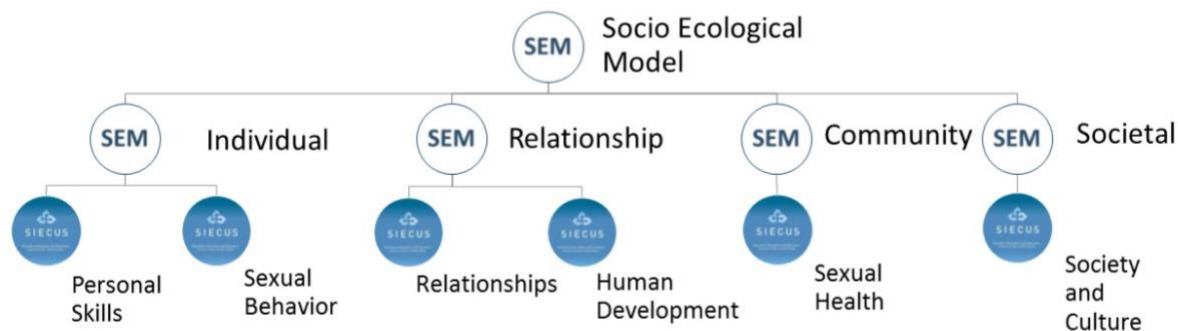 SEM
Socio Ecological
Model
SEM
Individual
SEM
Relationship
SEM
Community
SEM
Societal
SIECUS
SIECUS
SIECUS
SIECUS
SIECUS
SIECUS
Personal
Skills
Sexual
Behavior
Relationships
Human
Development
Sexual
Health
Society
and
Culture